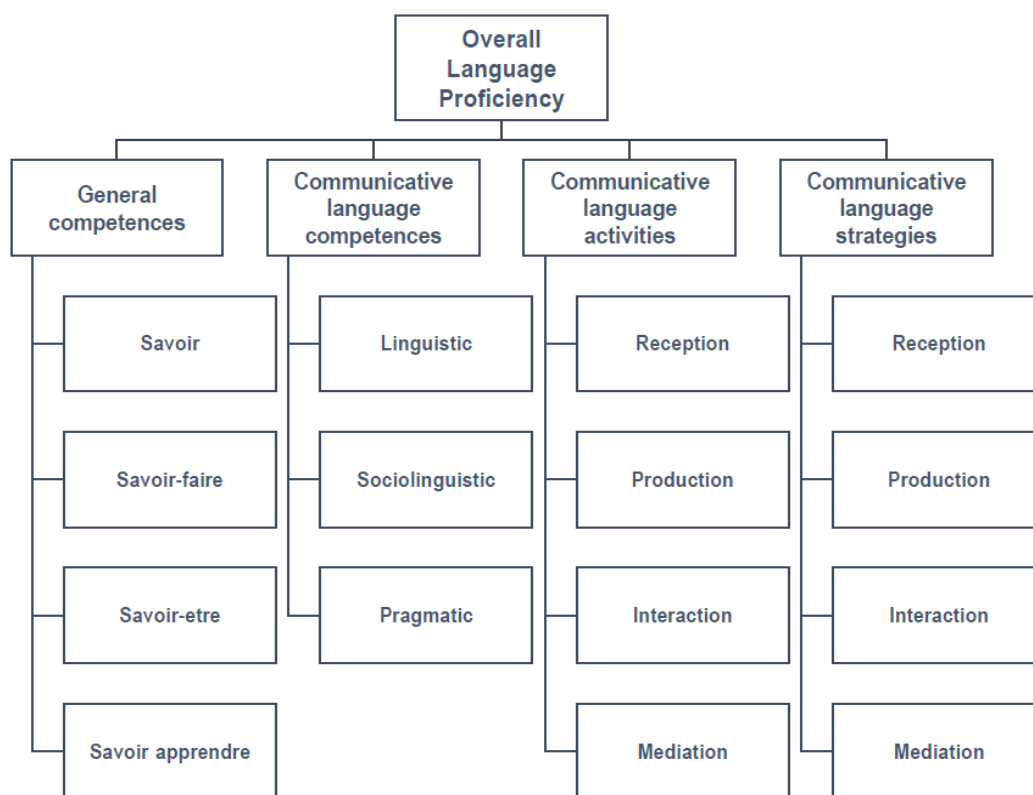 Overall
Language
Proficiency
General
competences
Communicative
language
competences
Communicative
language
activities
Communicative
language
strategies
Savoir
Linguistic
Reception
Reception
Savoir-faire
Sociolinguistic
Production
Production
Savoir-etre
Pragmatic
Interaction
Interaction
Savoir apprendre
Mediation
Mediation